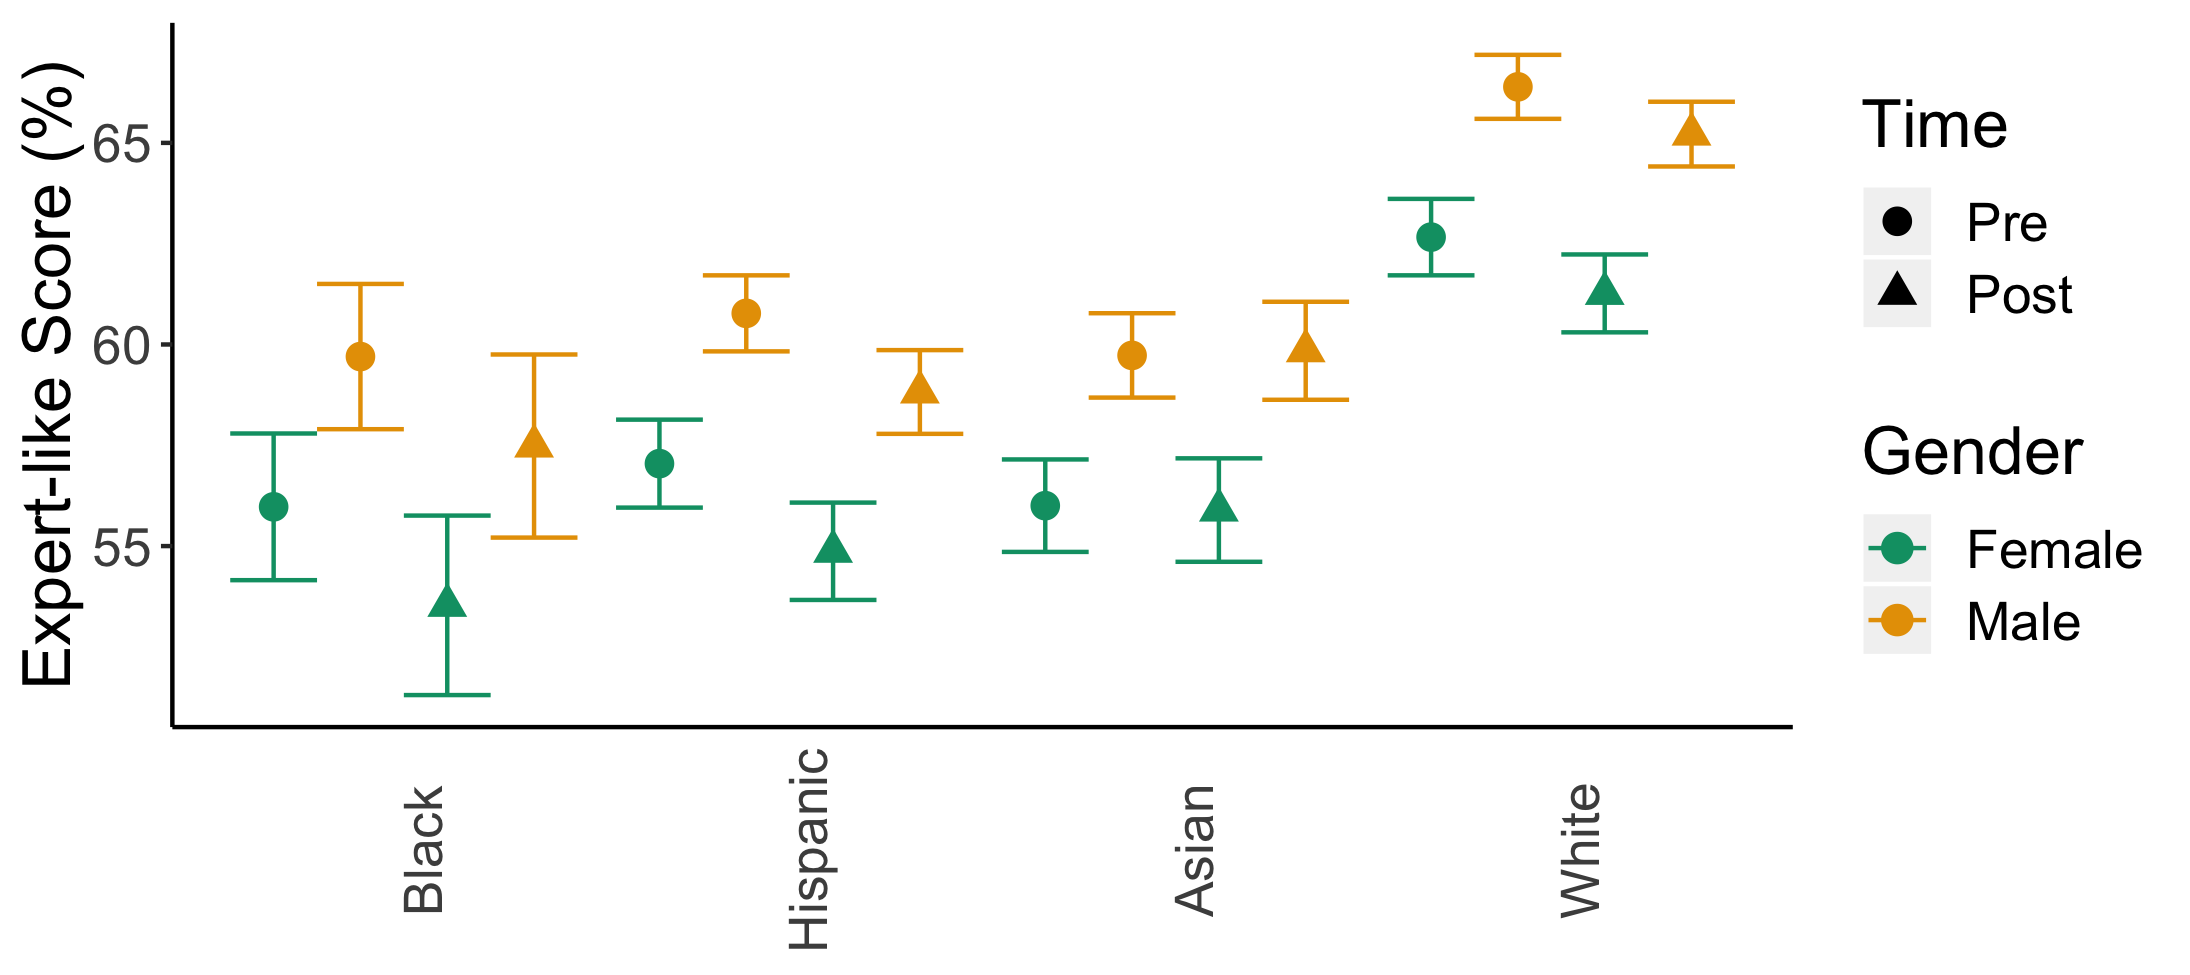 Expert-like Score (%)
65
60
55
Black
Hispanic
Asian
White
Time
Pre
Post
Gender
Female
Male